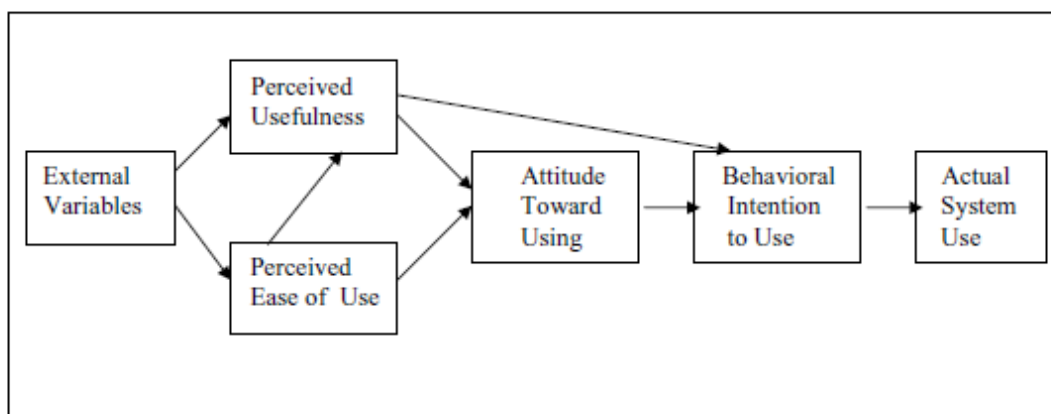 Perceived
Usefulness
External
Variables
Perceived
Ease of Use
Attitude
Toward
Using
Behavioral
Intention
to Use
Actual
System
Use